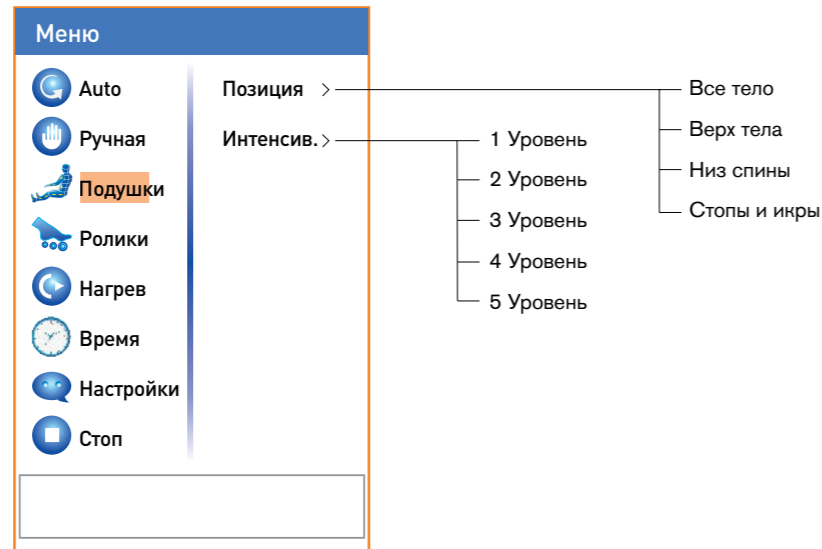 Меню
Auto
Ручная
Подушки
Ролики
Нагрев
Время
Настройки
Стоп
Позиция >
Интенсив. >
1 Уровень
2 Уровень
3 Уровень
4 Уровень
5 Уровень
Все тело
Верх тела
Низ спины
Стопы и икры